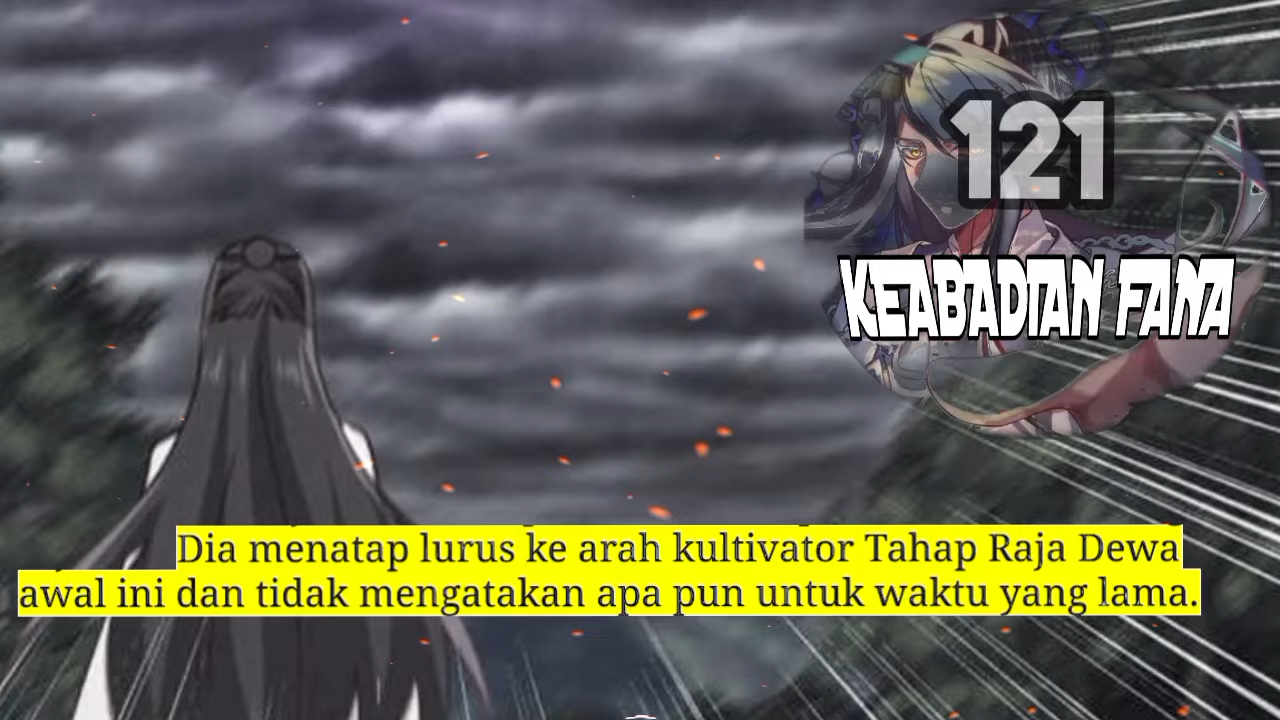 121
KEABADIAN FANA
Dia menatap lurus ke arah kultivator Tahap Raja Dewa
awal ini dan tidak mengatakan apa pun untuk waktu yang lama.